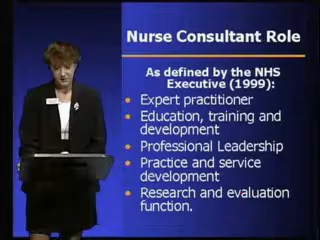 Nurse Consultant Role
As defined by the NHS
Executive (1999):
• Expert practitioner
• Education, training and
development
• Professional Leadership
• Practice and service
development
• Research and evaluation
function.